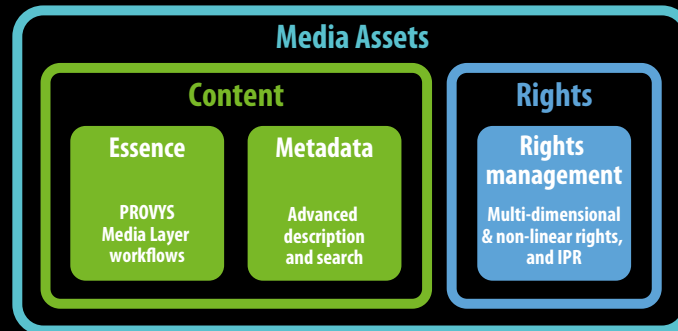 Media Assets
Content
Rights
Essence
PROVYS
Media Layer
workflows
Metadata
Advanced
description
and search
Rights
management
Multi-dimensional
& non-linear rights,
and IPR